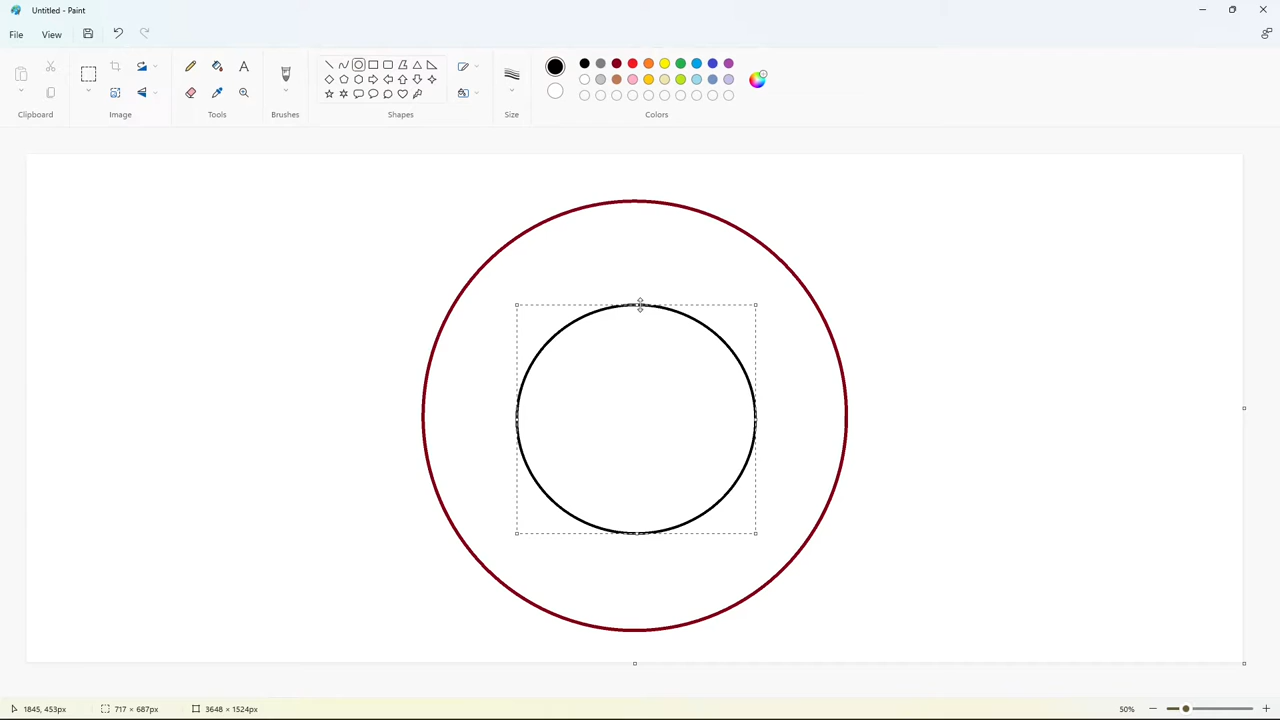 Untitled - Paint
File View
A
Clipboard Image Tools Brushes Shapes Size Colors
1845, 453px 717 × 687px 3648 × 1524px 50%